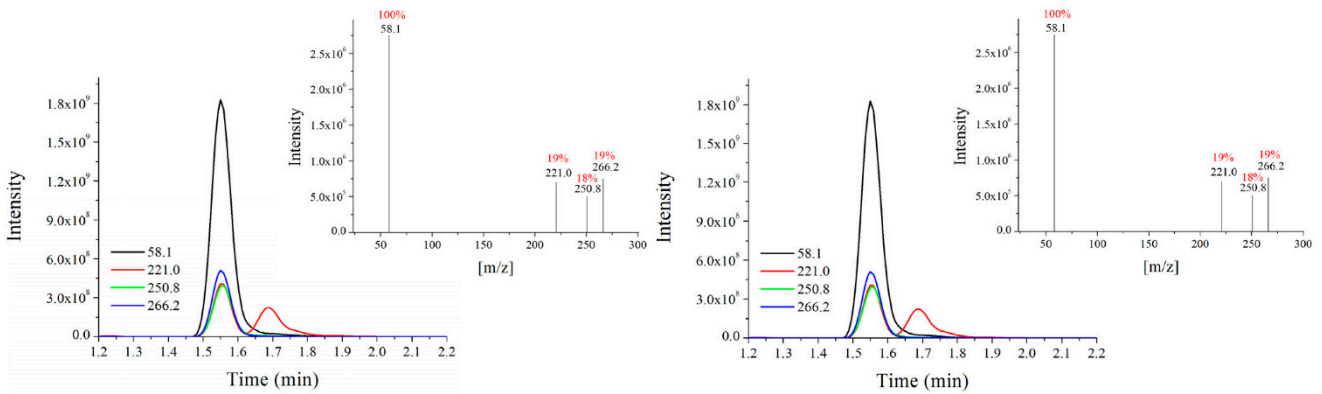 100%
58.1
2.5x10⁶
2.0x10⁶
1.5x10⁶
1.0x10⁶
5.0x10⁵
0.0
Intensity
19%
221.0
18%
250.8
19%
266.2
50 100 150 200 250 300
[m/z]
1.8x10⁹
1.5x10⁹
1.2x10⁹
9.0x10⁸
6.0x10⁸
3.0x10⁸
0.0
Intensity
58.1
221.0
250.8
266.2
1.2 1.3 1.4 1.5 1.6 1.7 1.8 1.9 2.0 2.1 2.2
Time (min)
100%
58.1
2.5x10⁶
2.0x10⁶
1.5x10⁶
1.0x10⁶
5.0x10⁵
0.0
Intensity
19%
221.0
18%
250.8
19%
266.2
50 100 150 200 250 300
[m/z]
1.8x10⁹
1.5x10⁹
1.2x10⁹
9.0x10⁸
6.0x10⁸
3.0x10⁸
0.0
Intensity
58.1
221.0
250.8
266.2
1.2 1.3 1.4 1.5 1.6 1.7 1.8 1.9 2.0 2.1 2.2
Time (min)